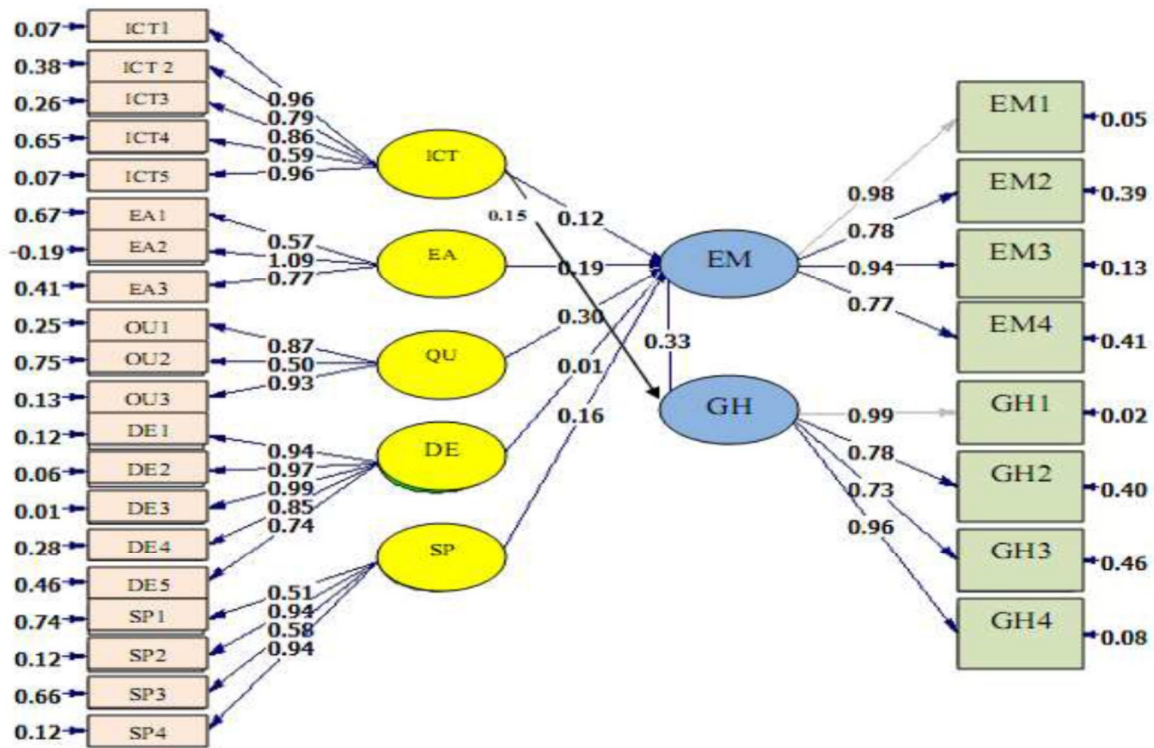 0.07 ICT1
0.38 ICT 2
0.26 ICT3
0.65 ICT4
0.07 ICT5
0.67 EA1
-0.19 EA2
0.41 EA3
0.25 OU1
0.75 OU2
0.13 OU3
0.12 DE1
0.06 DE2
0.01 DE3
0.28 DE4
0.46 DE5
0.74 SP1
0.12 SP2
0.66 SP3
0.12 SP4
0.96
0.79
0.86
0.59
0.96
0.57
1.09
0.77
0.87
0.50
0.93
0.94
0.97
0.99
0.85
0.74
0.51
0.94
0.58
0.94
ICT
EA
QU
DE
SP
0.15
0.12
0.19
0.30
0.01
0.16
0.33
EM
GH
0.98
0.78
0.94
0.77
0.99
0.78
0.73
0.96
EM1 0.05
EM2 0.39
EM3 0.13
EM4 0.41
GH1 0.02
GH2 0.40
GH3 0.46
GH4 0.08